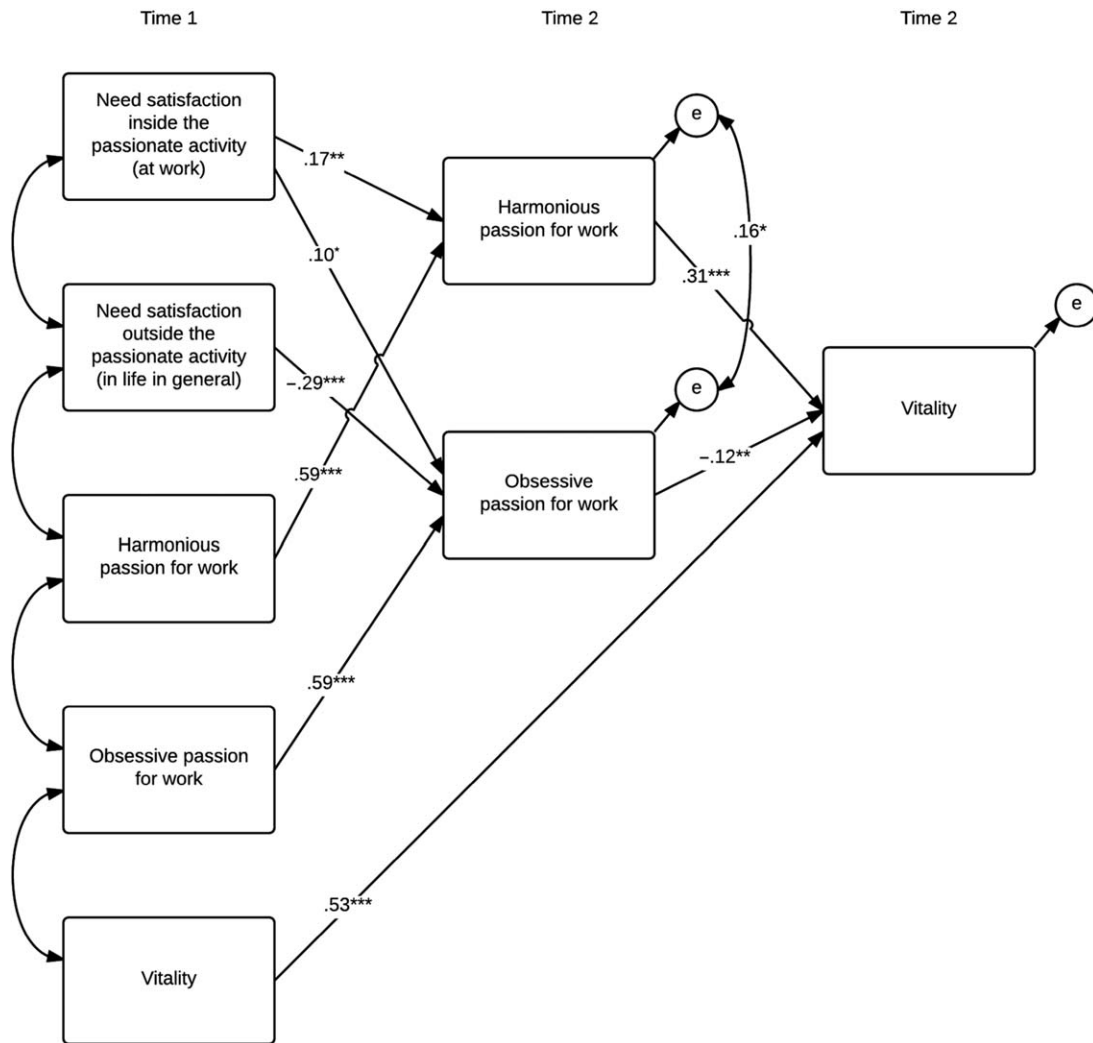 Time 1
Time 2
Time 2
Need satisfaction
inside the
passionate activity
(at work)
Need satisfaction
outside the
passionate activity
(in life in general)
Harmonious
passion for work
Obsessive passion
for work
Vitality
.17**
.10*
−.29***
.59***
.59***
.53***
Harmonious
passion for work
Obsessive
passion for work
e
e
.16*
.31***
−.12**
Vitality
e